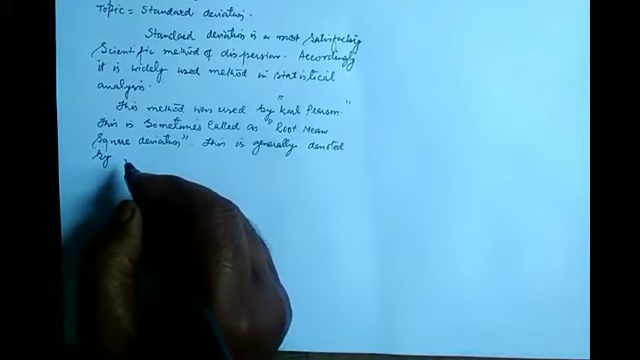 Topic = Standard deviation.
Standard deviation is a most satisfactory
Scientific method of dispersion. Accordingly
it is widely used method in statistical
analysis.
This method was used by "Karl Pearson."
This is Sometimes Called as "Root Mean
Square deviation". This is generally denoted
by